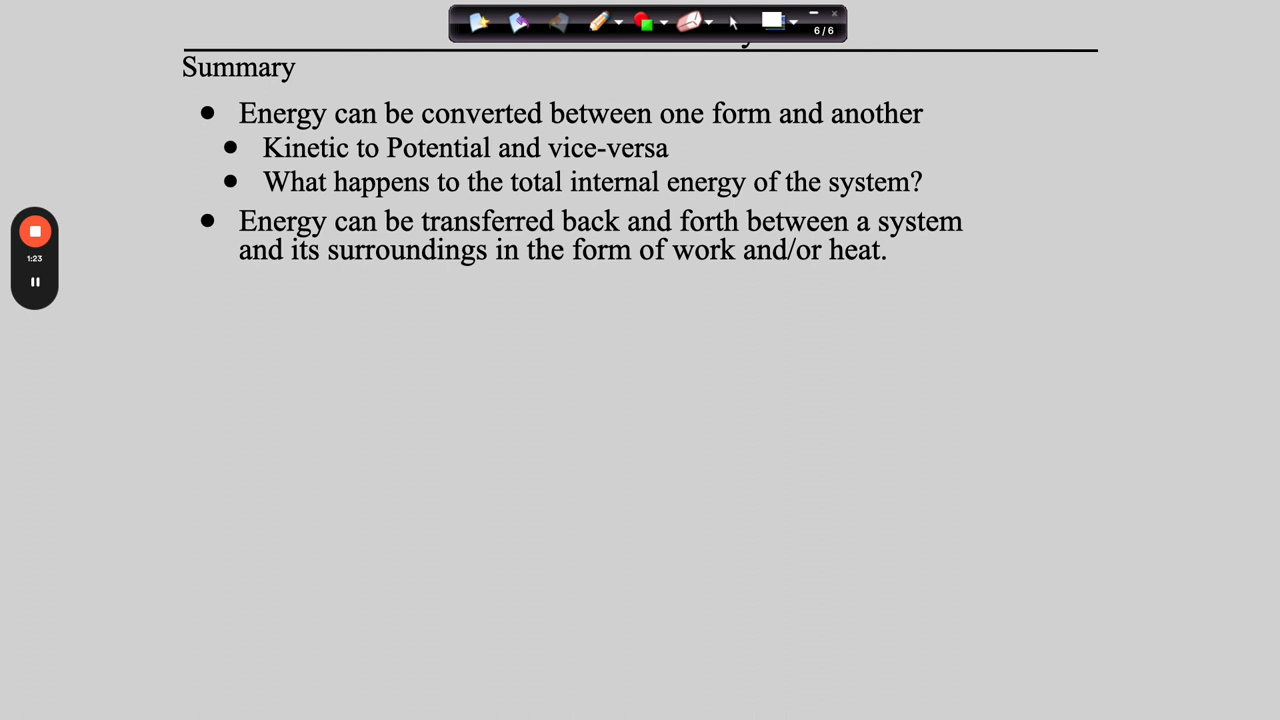 6 / 6
Summary
• Energy can be converted between one form and another
• Kinetic to Potential and vice-versa
• What happens to the total internal energy of the system?
• Energy can be transferred back and forth between a system
and its surroundings in the form of work and/or heat.
1:23